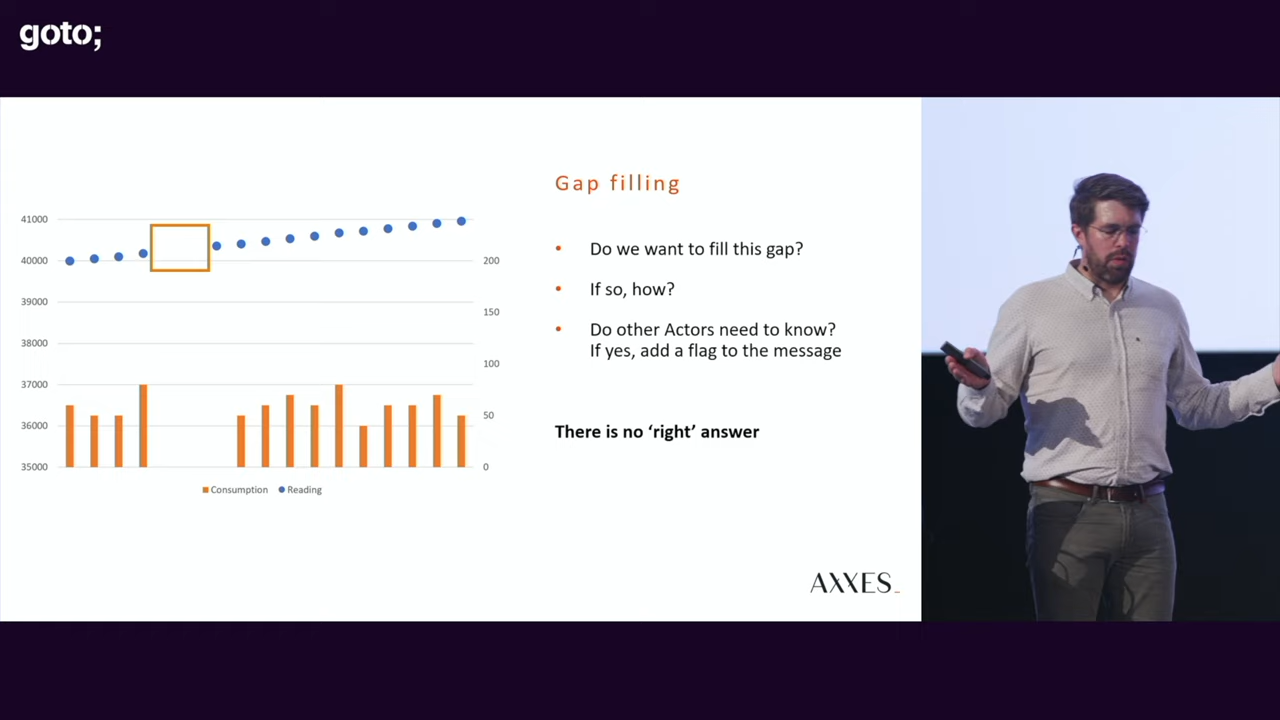 goto;
Gap filling
41000
40000
39000
38000
37000
36000
35000
200
150
100
50
0
Consumption
Reading
• Do we want to fill this gap?
• If so, how?
• Do other Actors need to know?
If yes, add a flag to the message
There is no ‘right’ answer
AXXES_